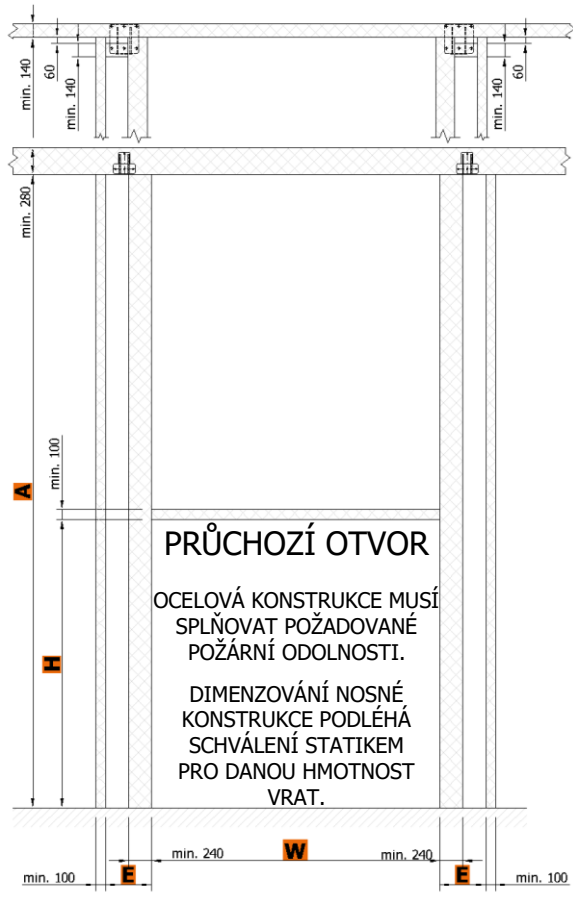 min. 140
60
min. 140
min. 140
60
min. 280
A
min. 100
H
PRŮCHOZÍ OTVOR
OCELOVÁ KONSTRUKCE MUSÍ
SPLŇOVAT POŽADOVANÉ
POŽÁRNÍ ODOLNOSTI.
DIMENZOVÁNÍ NOSNÉ
KONSTRUKCE PODLÉHÁ
SCHVÁLENÍ STATIKEM
PRO DANOU HMOTNOST
VRAT.
min. 240
W
min. 240
min. 100
E
E
min. 100